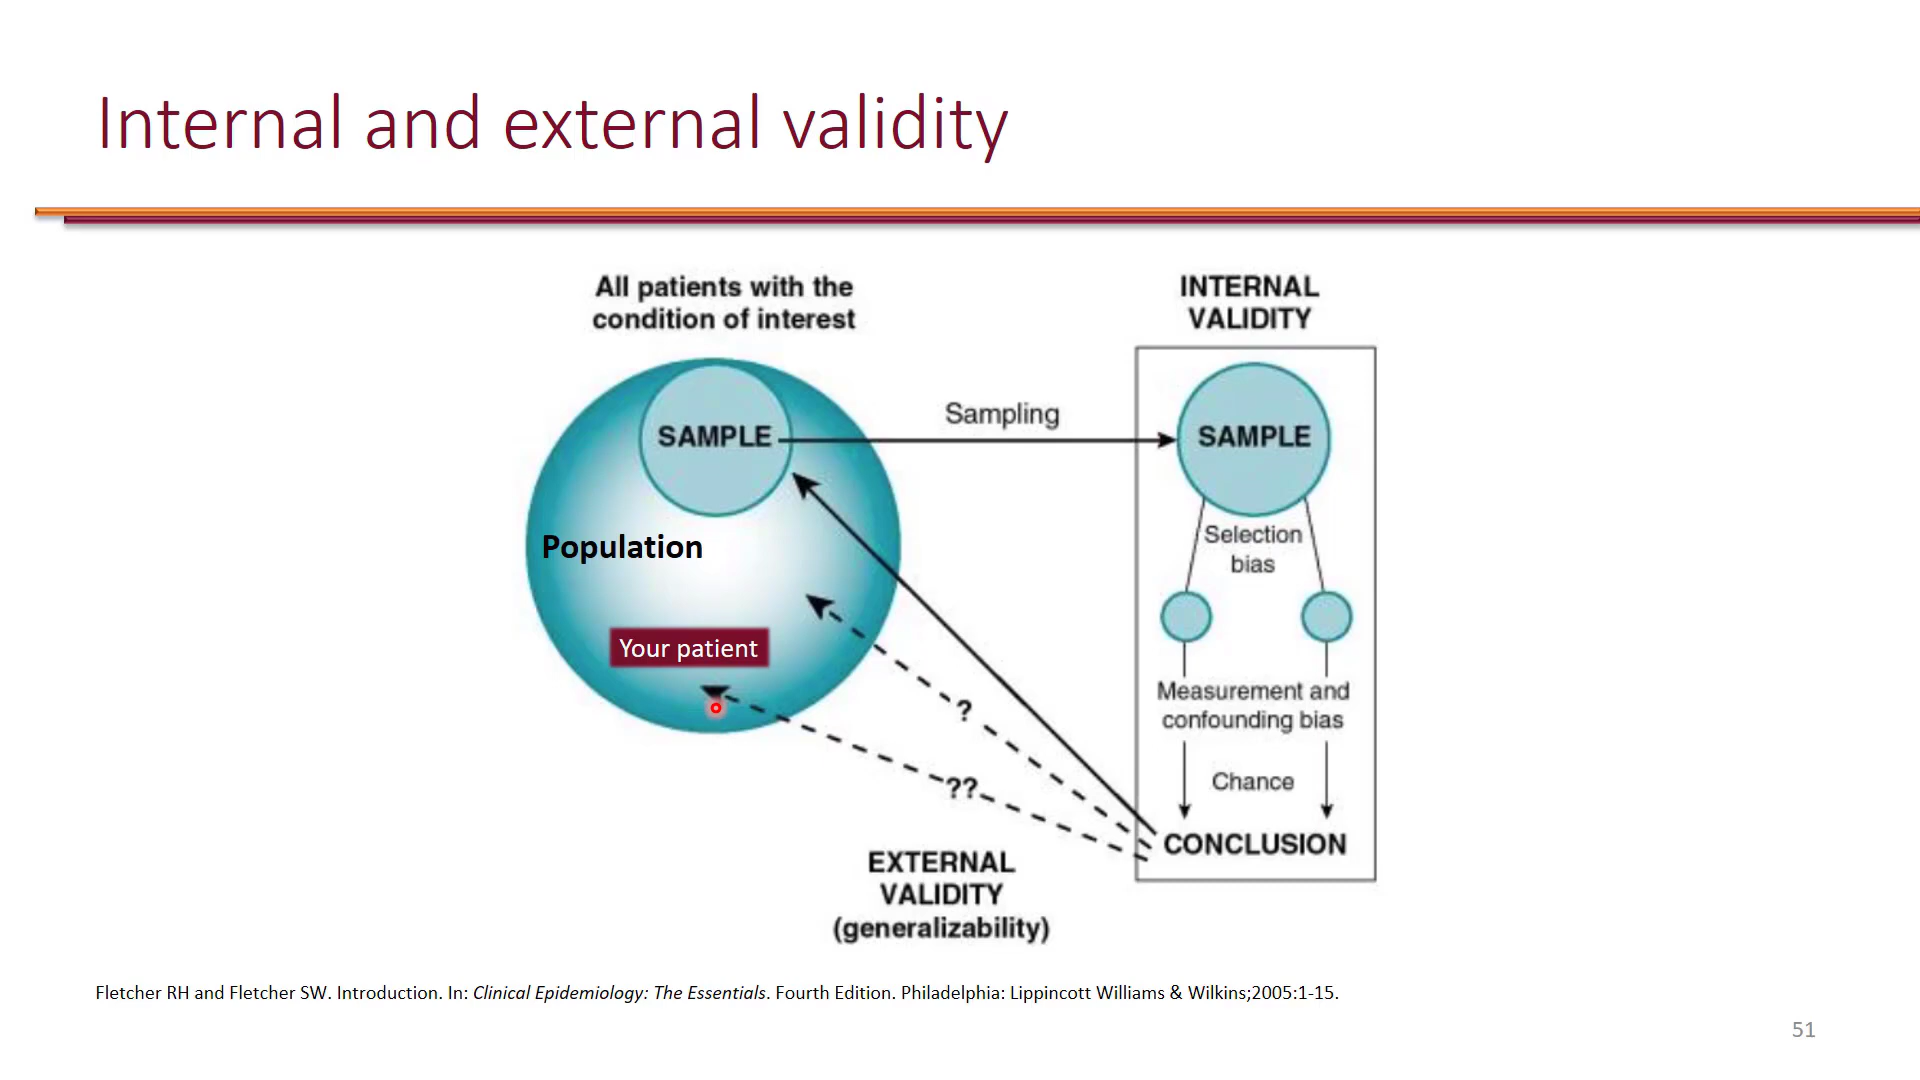 Internal and external validity
All patients with the
condition of interest
SAMPLE
Population
Your patient
Sampling
?
??
EXTERNAL
VALIDITY
(generalizability)
INTERNAL
VALIDITY
SAMPLE
Selection
bias
Measurement and
confounding bias
Chance
CONCLUSION
Fletcher RH and Fletcher SW. Introduction. In: Clinical Epidemiology: The Essentials. Fourth Edition. Philadelphia: Lippincott Williams & Wilkins;2005:1-15.
51